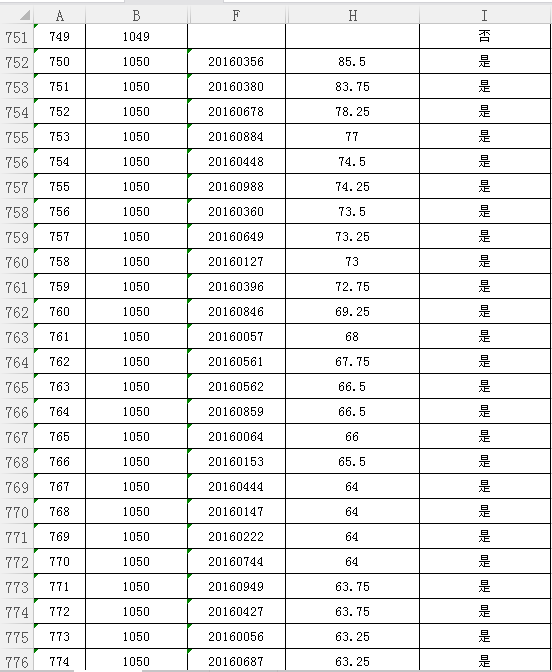 A B F H I
751 749 1049 否
752 750 1050 20160356 85.5 是
753 751 1050 20160380 83.75 是
754 752 1050 20160678 78.25 是
755 753 1050 20160884 77 是
756 754 1050 20160448 74.5 是
757 755 1050 20160988 74.25 是
758 756 1050 20160360 73.5 是
759 757 1050 20160649 73.25 是
760 758 1050 20160127 73 是
761 759 1050 20160396 72.75 是
762 760 1050 20160846 69.25 是
763 761 1050 20160057 68 是
764 762 1050 20160561 67.75 是
765 763 1050 20160562 66.5 是
766 764 1050 20160859 66.5 是
767 765 1050 20160064 66 是
768 766 1050 20160153 65.5 是
769 767 1050 20160444 64 是
770 768 1050 20160147 64 是
771 769 1050 20160222 64 是
772 770 1050 20160744 64 是
773 771 1050 20160949 63.75 是
774 772 1050 20160427 63.75 是
775 773 1050 20160056 63.25 是
776 774 1050 20160687 63.25 是